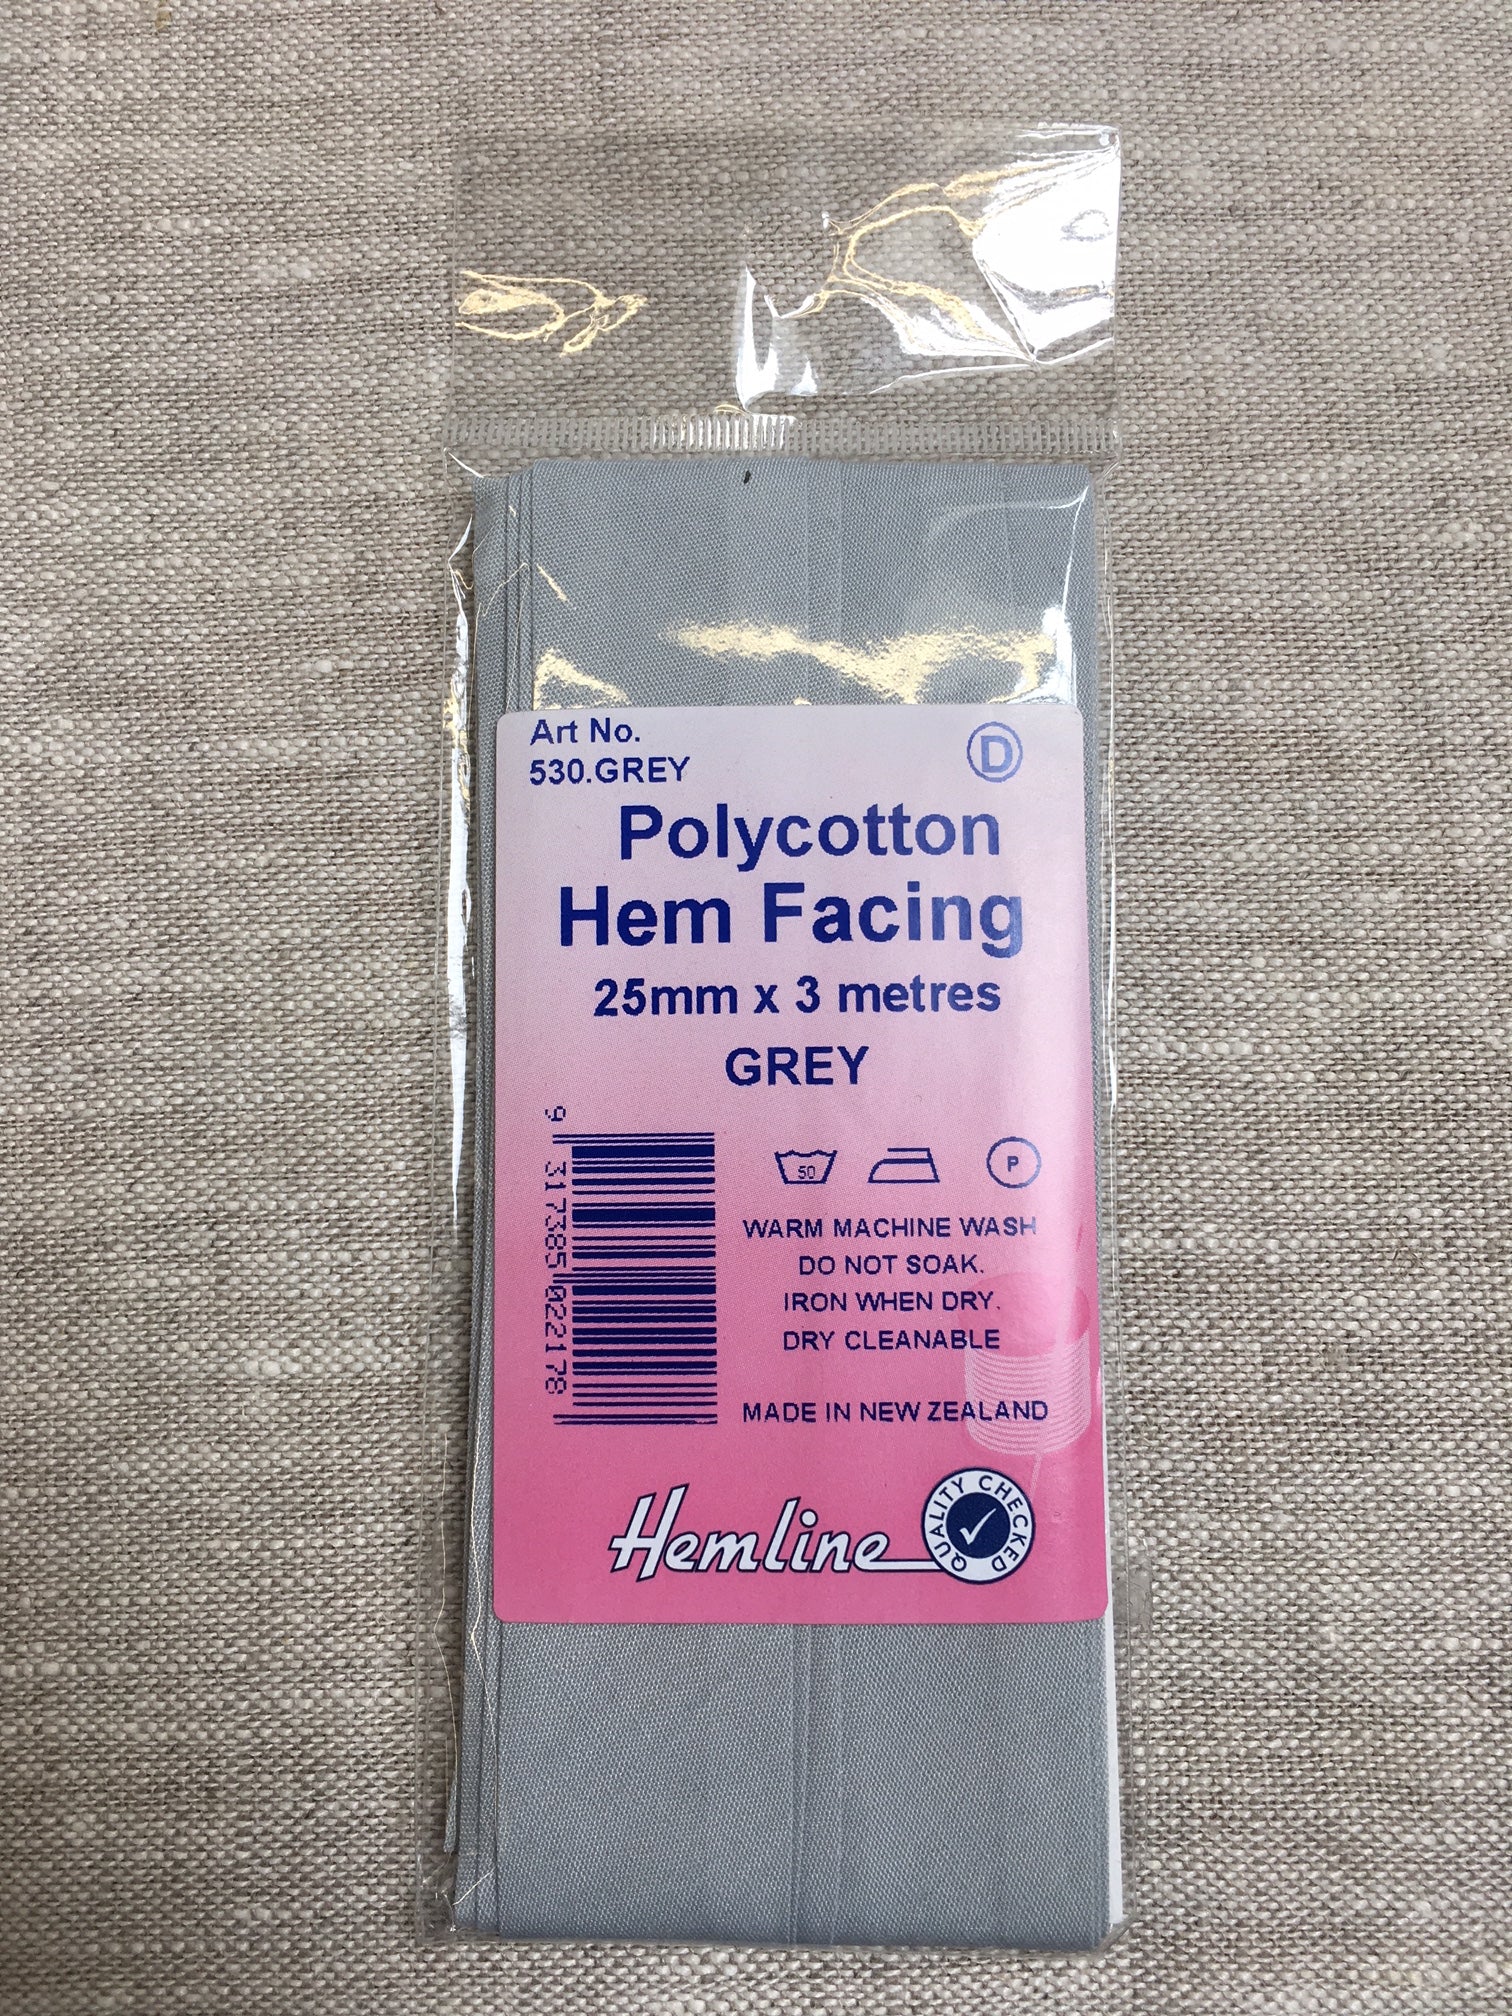 Art No.
530.GREY
D
Polycotton
Hem Facing
25mm x 3 metres
GREY
50
P
WARM MACHINE WASH
DO NOT SOAK.
IRON WHEN DRY.
DRY CLEANABLE
9 317385 022178
MADE IN NEW ZEALAND
Hemline
QUALITY CHECKED